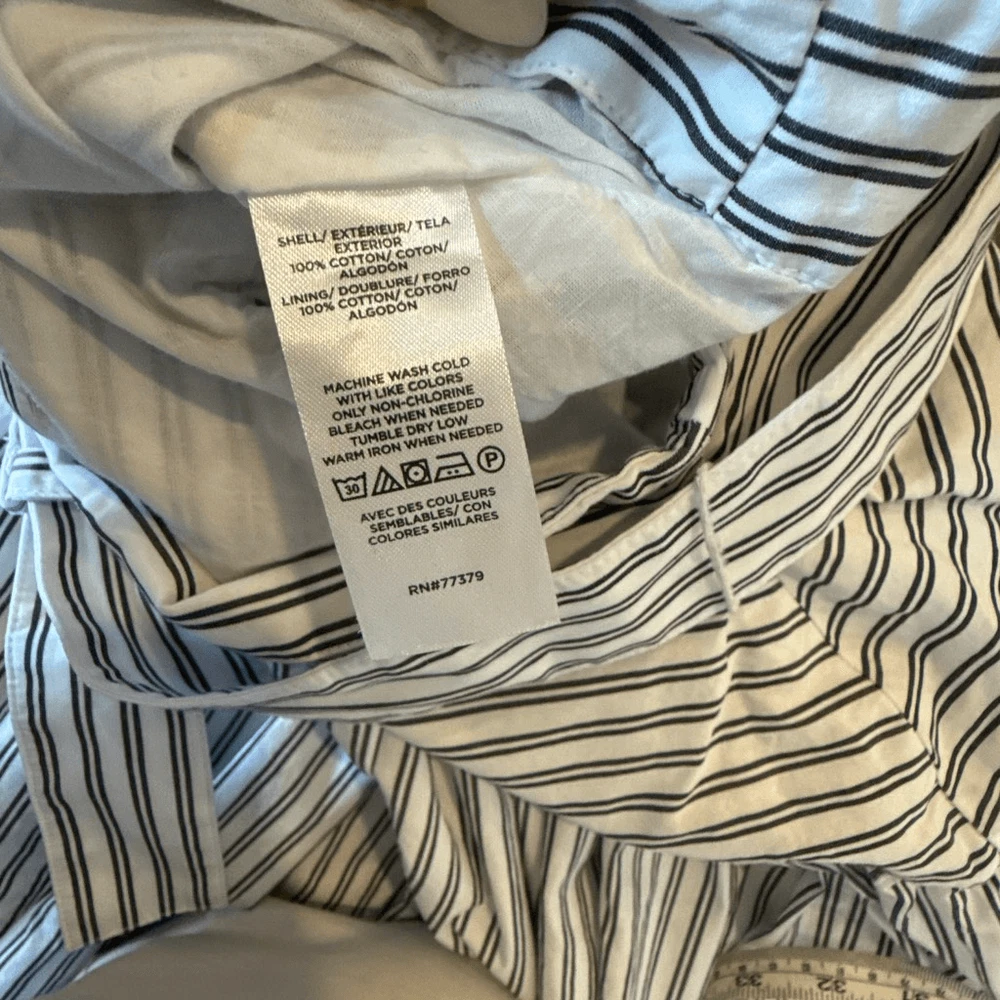 SHELL/ EXTÉRIEUR/ TELA
EXTERIOR
100% COTTON/ COTON/
ALGODÓN
LINING/ DOUBLURE/ FORRO
100% COTTON/ COTON/
ALGODÓN
MACHINE WASH COLD
WITH LIKE COLORS
ONLY NON-CHLORINE
BLEACH WHEN NEEDED
TUMBLE DRY LOW
WARM IRON WHEN NEEDED
30 P
AVEC DES COULEURS
SEMBLABLES/ CON
COLORES SIMILARES
RN#77379
33 32